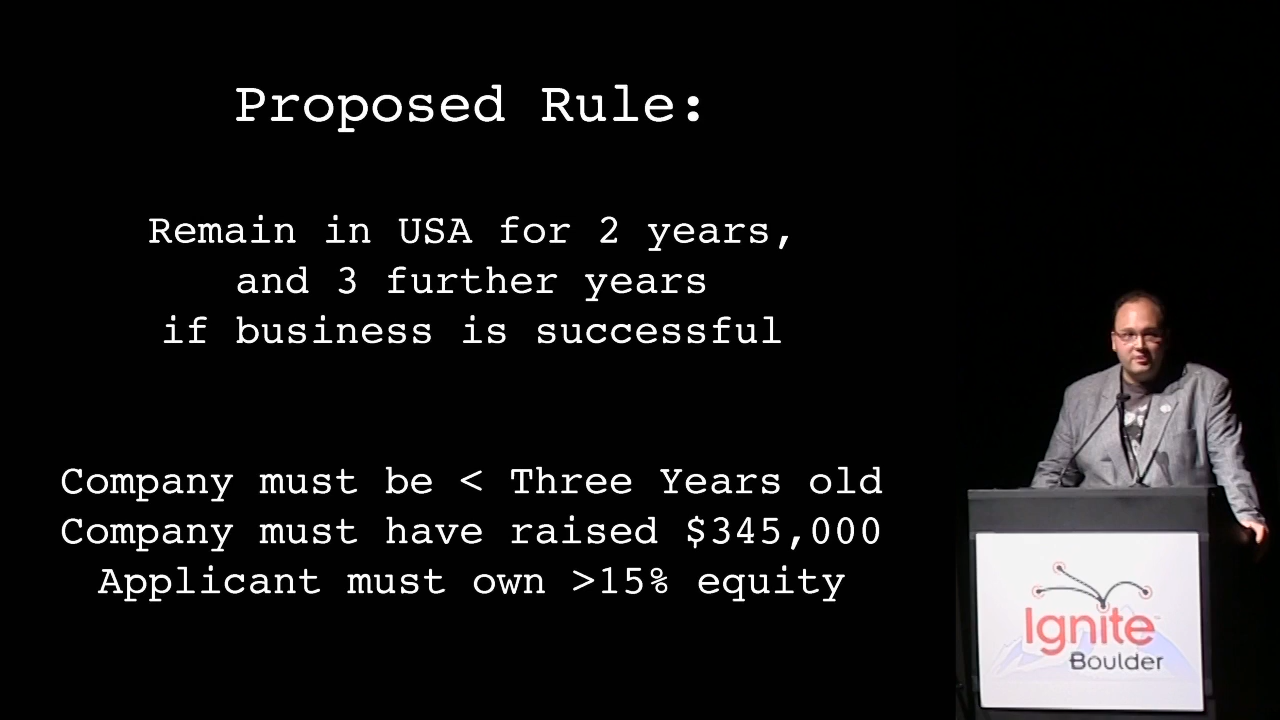 Proposed Rule:
Remain in USA for 2 years,
and 3 further years
if business is successful
Company must be < Three Years old
Company must have raised $345,000
Applicant must own >15% equity
Ignite
Boulder